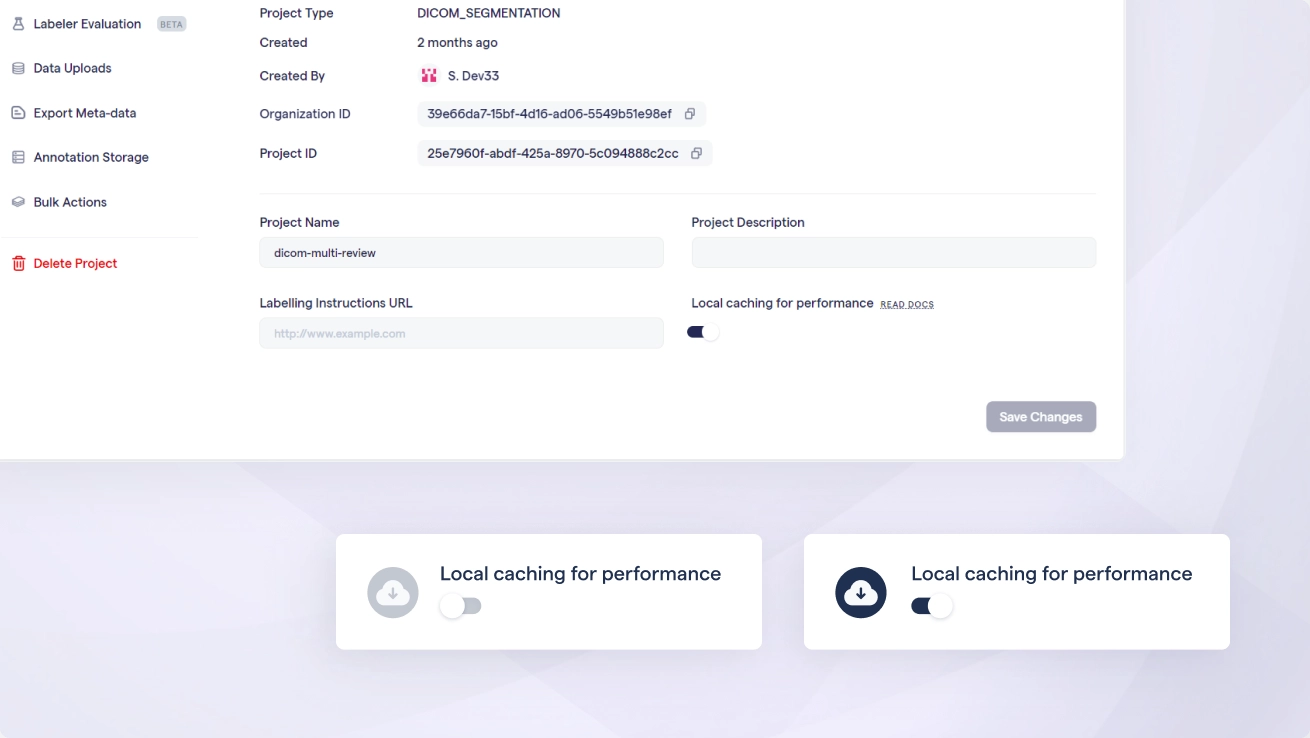 Labeler Evaluation BETA
Data Uploads
Export Meta-data
Annotation Storage
Bulk Actions
Delete Project
Project Type DICOM_SEGMENTATION
Created 2 months ago
Created By S. Dev33
Organization ID 39e66da7-15bf-4d16-ad06-5549b51e98ef
Project ID 25e7960f-abdf-425a-8970-5c094888c2cc
Project Name
dicom-multi-review
Project Description
Labelling Instructions URL
http://www.example.com
Local caching for performance READ DOCS
Save Changes
Local caching for performance
Local caching for performance